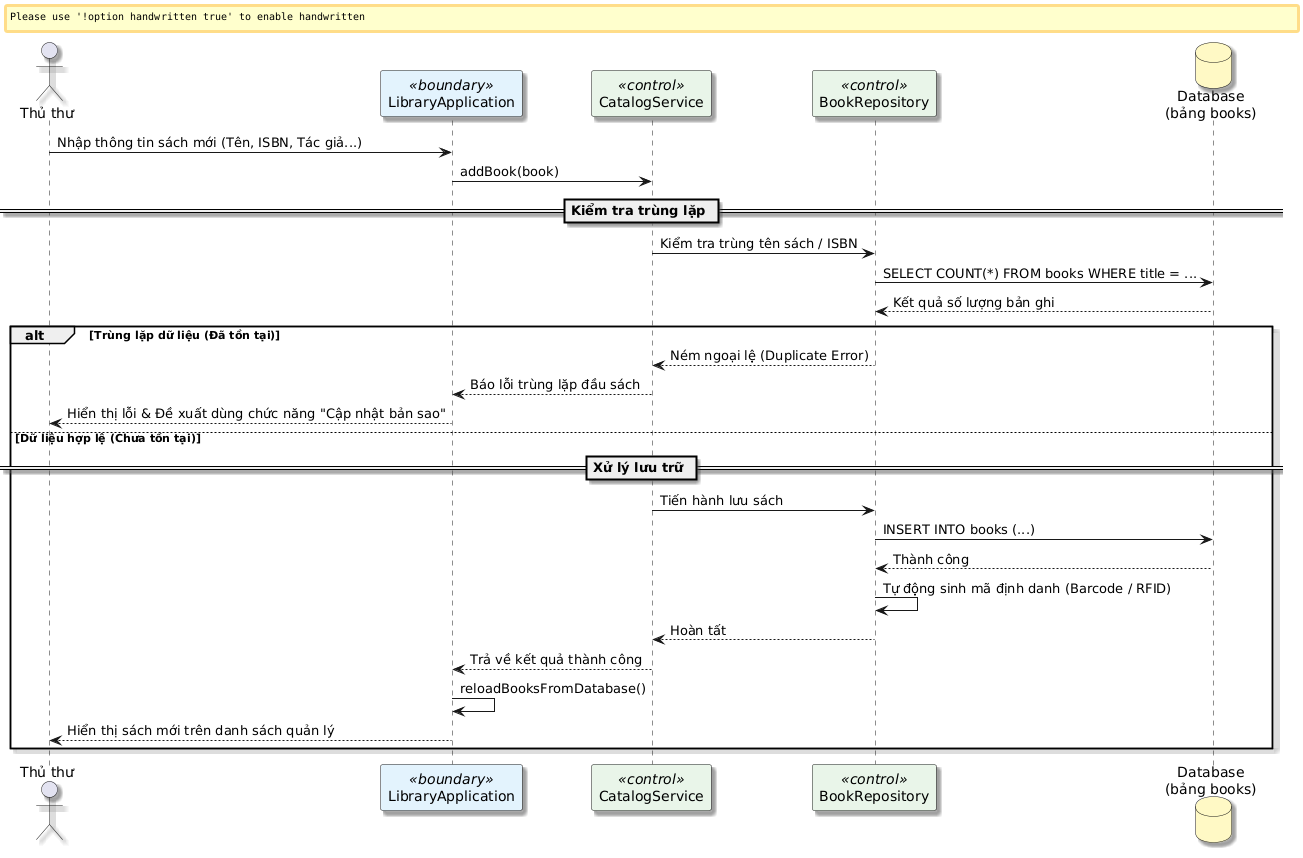 Please use '!option handwritten true' to enable handwritten
Thủ thư
«boundary»
LibraryApplication
«control»
CatalogService
«control»
BookRepository
Database
(bảng books)
Nhập thông tin sách mới (Tên, ISBN, Tác giả...)
addBook(book)
Kiểm tra trùng lặp
Kiểm tra trùng tên sách / ISBN
SELECT COUNT(*) FROM books WHERE title = ...
Kết quả số lượng bản ghi
alt [Trùng lặp dữ liệu (Đã tồn tại)]
Ném ngoại lệ (Duplicate Error)
Báo lỗi trùng lặp đầu sách
Hiển thị lỗi & Đề xuất dùng chức năng "Cập nhật bản sao"
[Dữ liệu hợp lệ (Chưa tồn tại)]
Xử lý lưu trữ
Tiến hành lưu sách
INSERT INTO books (...)
Thành công
Tự động sinh mã định danh (Barcode / RFID)
Hoàn tất
Trả về kết quả thành công
reloadBooksFromDatabase()
Hiển thị sách mới trên danh sách quản lý
Thủ thư
«boundary»
LibraryApplication
«control»
CatalogService
«control»
BookRepository
Database
(bảng books)